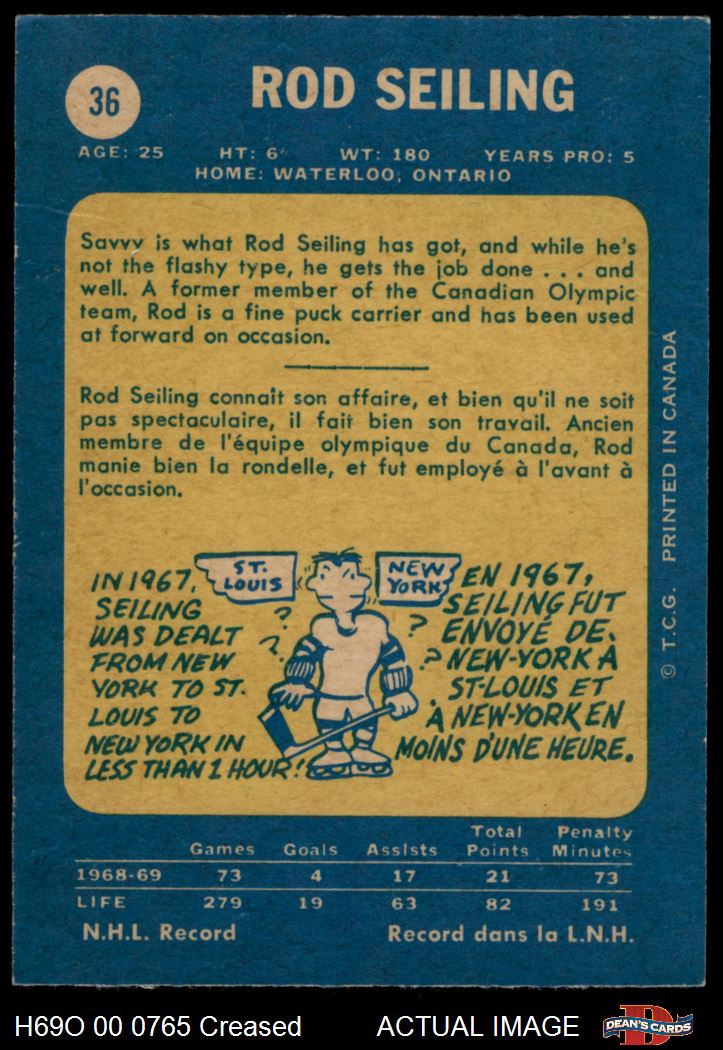 36
ROD SEILING
AGE: 25 HT: 6' WT: 180 YEARS PRO: 5
HOME: WATERLOO, ONTARIO
Savvv is what Rod Seiling has got, and while he's
not the flashy type, he gets the job done . . . and
well. A former member of the Canadian Olympic
team, Rod is a fine puck carrier and has been used
at forward on occasion.
Rod Seiling connaît son affaire, et bien qu'il ne soit
pas spectaculaire, il fait bien son travail. Ancien
membre de l'équipe olympique du Canada, Rod
manie bien la rondelle, et fut employé à l'avant à
l'occasion.
IN 1967,
SEILING
WAS DEALT
FROM NEW
YORK TO ST.
LOUIS TO
NEW YORK IN
LESS THAN 1 HOUR!
ST.
LOUIS
NEW
YORK
? ? ? ?
EN 1967,
SEILING FUT
ENVOYÉ DE
NEW-YORK À
ST-LOUIS ET
À NEW-YORK EN
MOINS D'UNE HEURE.
© T.C.G. PRINTED IN CANADA
Games Goals Assists Total Points Penalty Minutes
1968-69 73 4 17 21 73
LIFE 279 19 63 82 191
N.H.L. Record Record dans la L.N.H.
H69O 00 0765 Creased ACTUAL IMAGE
D
DEAN'S CARDS